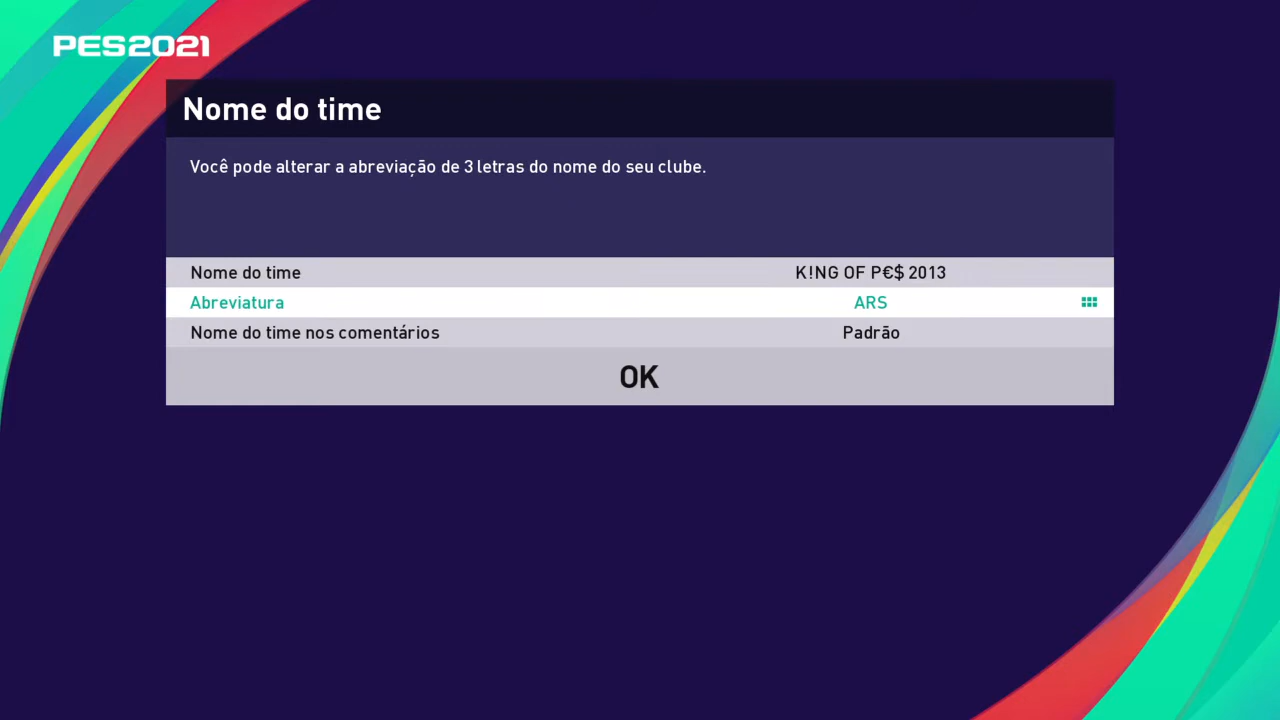 PES2021
Nome do time
Você pode alterar a abreviação de 3 letras do nome do seu clube.
Nome do time K!NG OF P€$ 2013
Abreviatura ARS
Nome do time nos comentários Padrão
OK